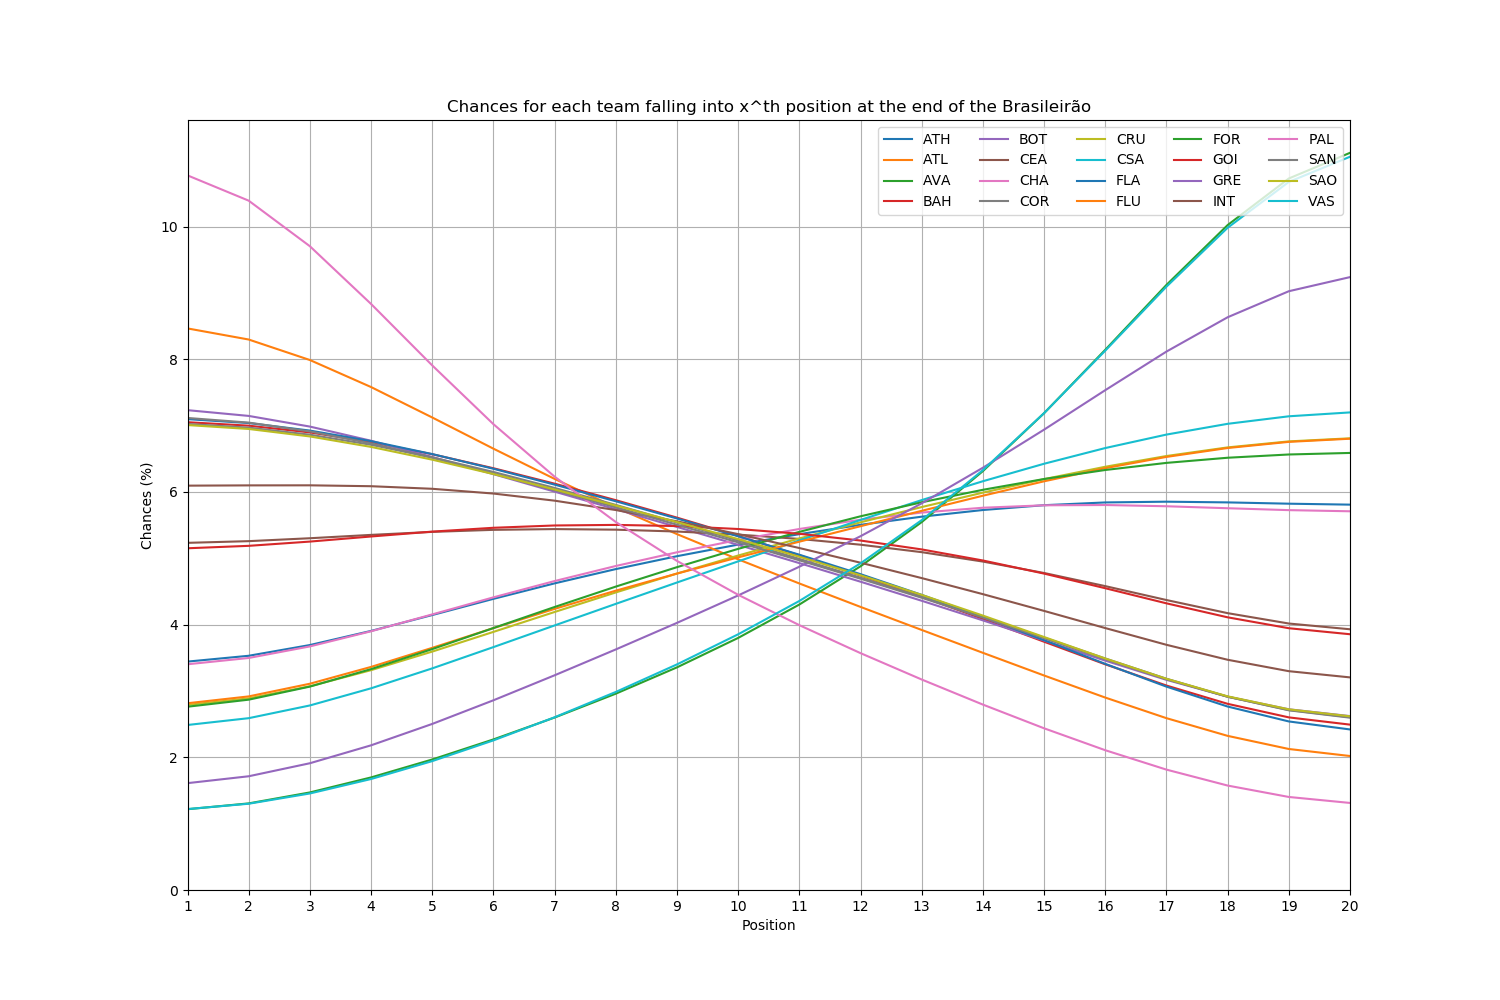 Chances for each team falling into x^th position at the end of the Brasileirão
ATH BOT CRU FOR PAL
ATL CEA CSA GOI SAN
AVA CHA FLA GRE SAO
BAH COR FLU INT VAS
10
8
6
4
2
0
Chances (%)
1 2 3 4 5 6 7 8 9 10 11 12 13 14 15 16 17 18 19 20
Position